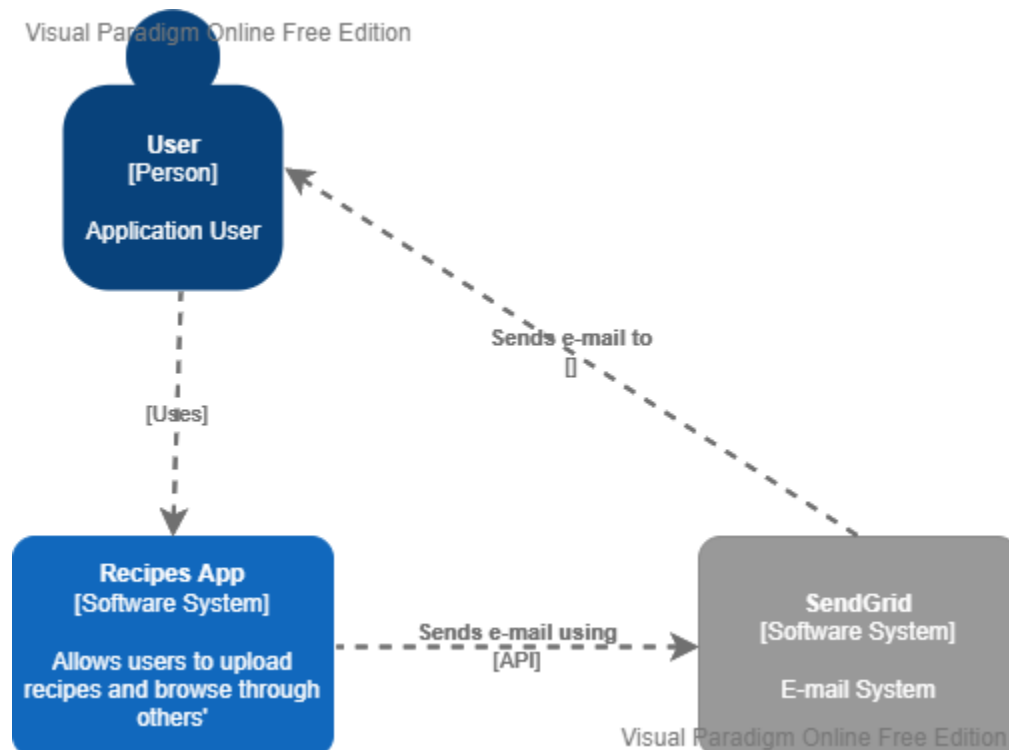 Visual Paradigm Online Free Edition
User
[Person]
Application User
Sends e-mail to
[]
[Uses]
Recipes App
[Software System]
Allows users to upload
recipes and browse through
others'
Sends e-mail using
[API]
SendGrid
[Software System]
E-mail System
Visual Paradigm Online Free Edition